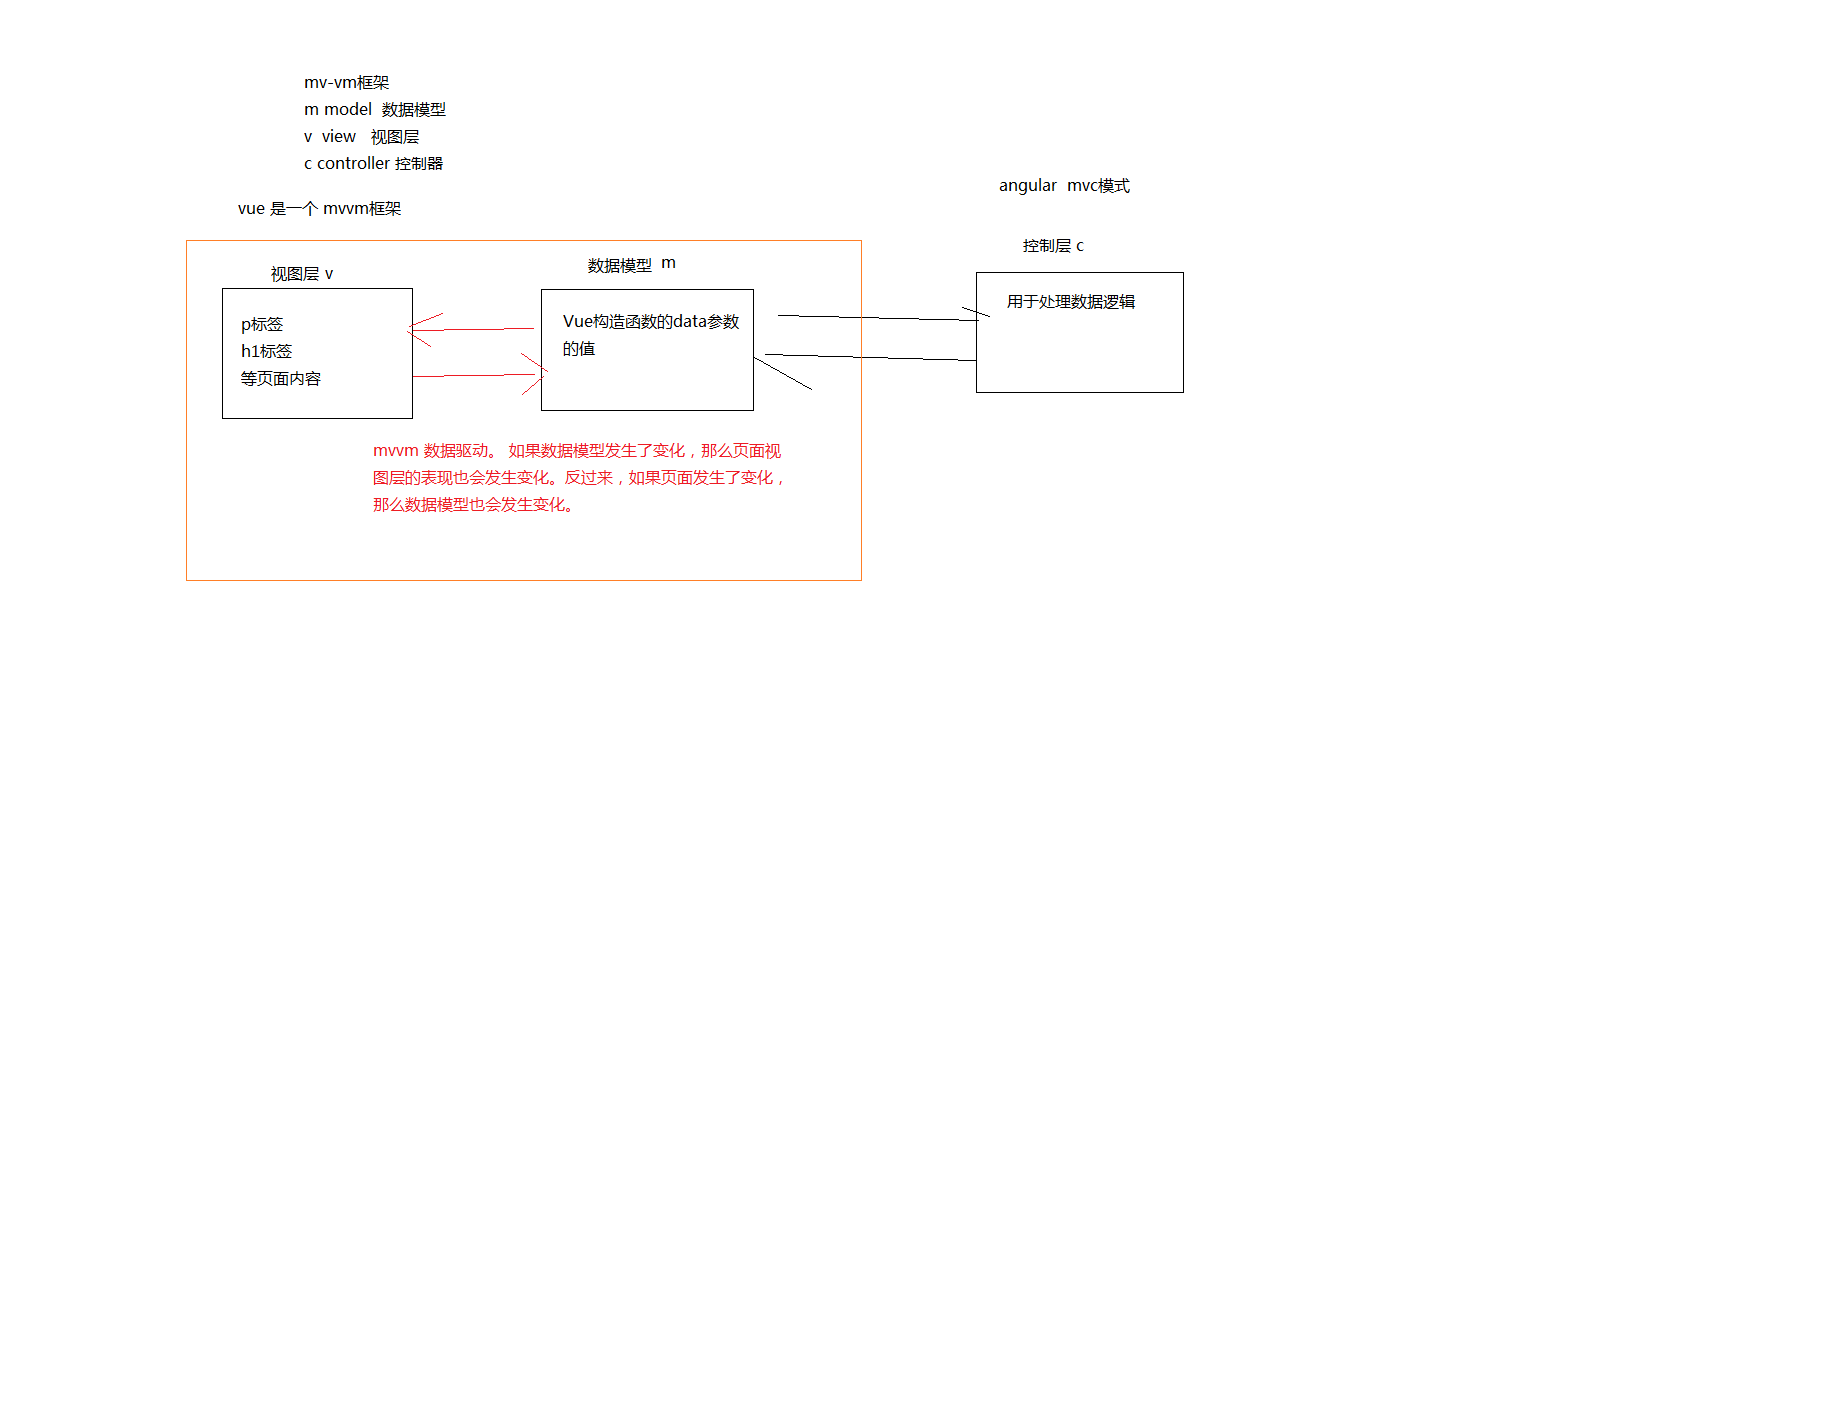 mv-vm框架
m model  数据模型
v  view   视图层
c controller 控制器
vue 是一个 mvvm框架
angular  mvc模式
视图层 v
数据模型  m
控制层 c
p标签
h1标签
等页面内容
Vue构造函数的data参数
的值
用于处理数据逻辑
mvvm 数据驱动。 如果数据模型发生了变化，那么页面视
图层的表现也会发生变化。反过来，如果页面发生了变化，
那么数据模型也会发生变化。